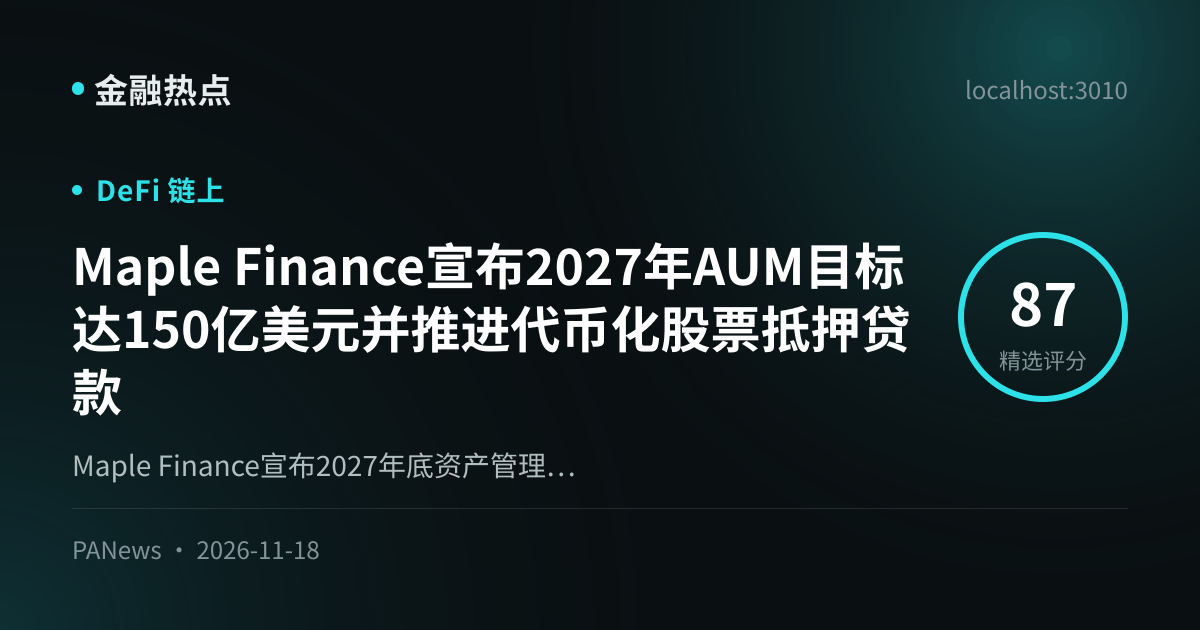 金融热点
localhost:3010
DeFi 链上
Maple Finance宣布2027年AUM目标
达150亿美元并推进代币化股票抵押贷
款
87
精选评分
Maple Finance宣布2027年底资产管理…
PANews • 2026-11-18